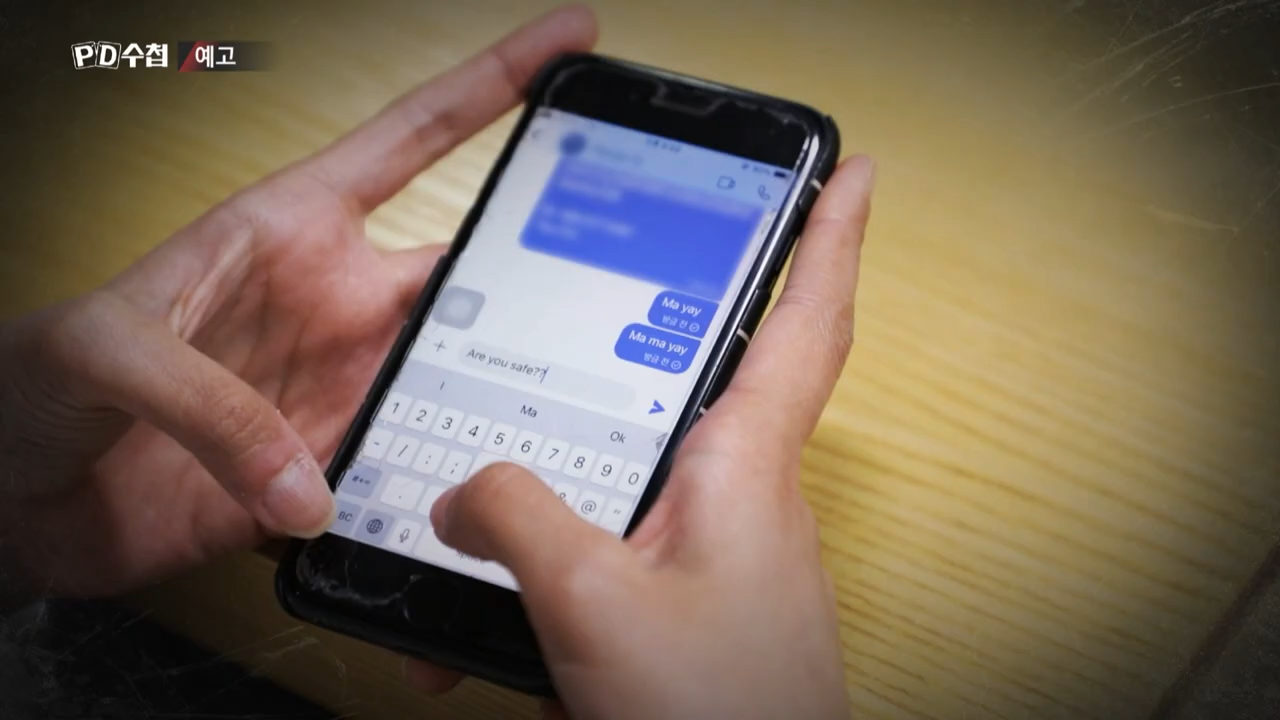 PD수첩 예고
Ma yay
방금 전
Ma ma yay
방금 전
Are you safe??
I Ma Ok
1 2 3 4 5 6 7 8 9 0
- / : ; & @ "
#+=
.
BC